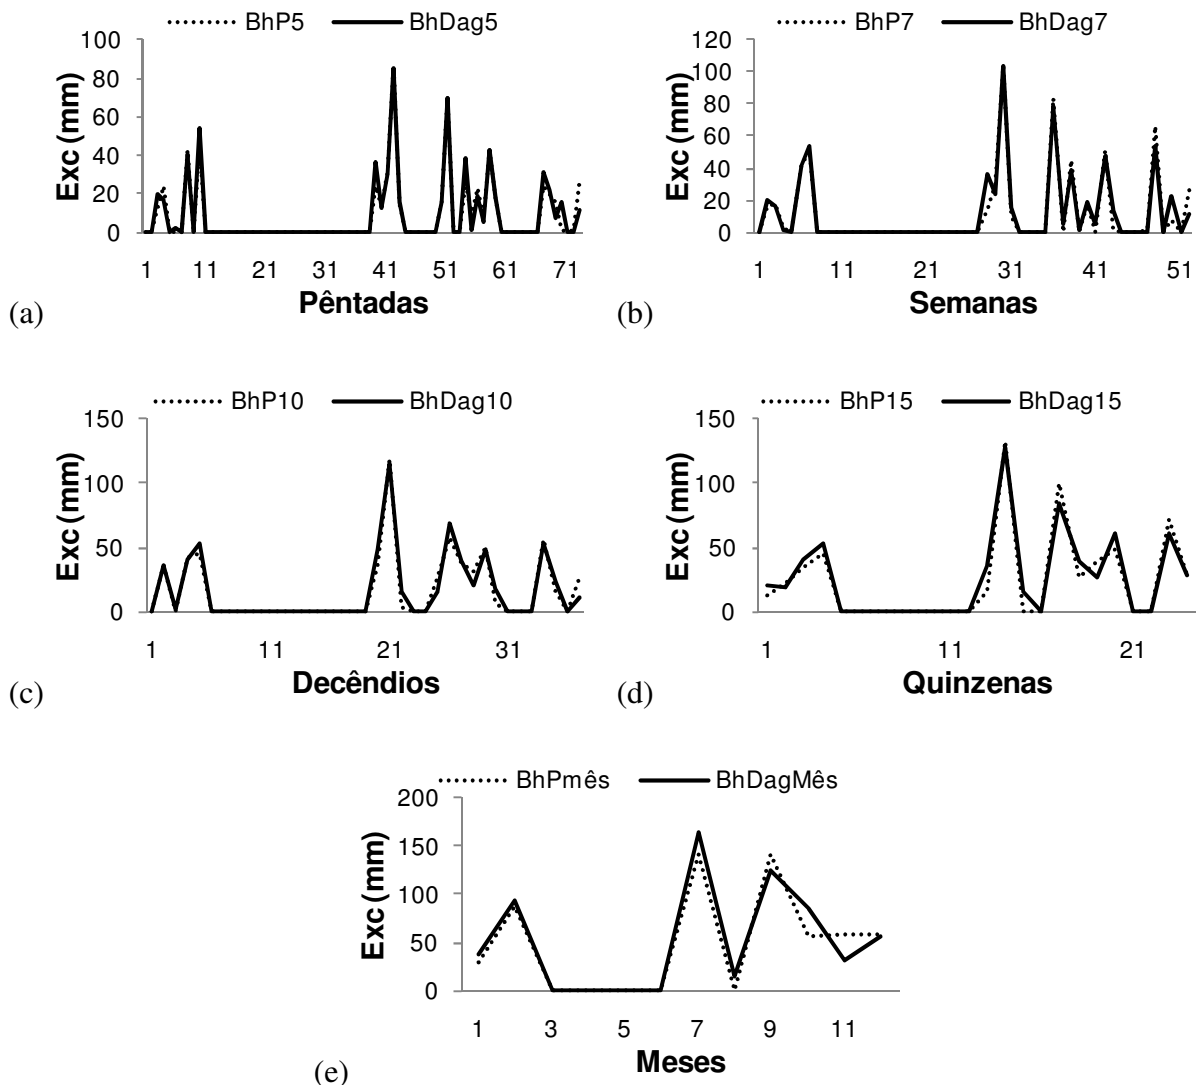 BhP5 BhDag5
100
80
60
40
20
0
Exc (mm)
1 11 21 31 41 51 61 71
Pêntadas
(a)
BhP7 BhDag7
120
100
80
60
40
20
0
Exc (mm)
1 11 21 31 41 51
Semanas
(b)
BhP10 BhDag10
150
100
50
0
Exc (mm)
1 11 21 31
Decêndios
(c)
BhP15 BhDag15
150
100
50
0
Exc (mm)
1 11 21
Quinzenas
(d)
BhPmês BhDagMês
200
150
100
50
0
Exc (mm)
1 3 5 7 9 11
Meses
(e)